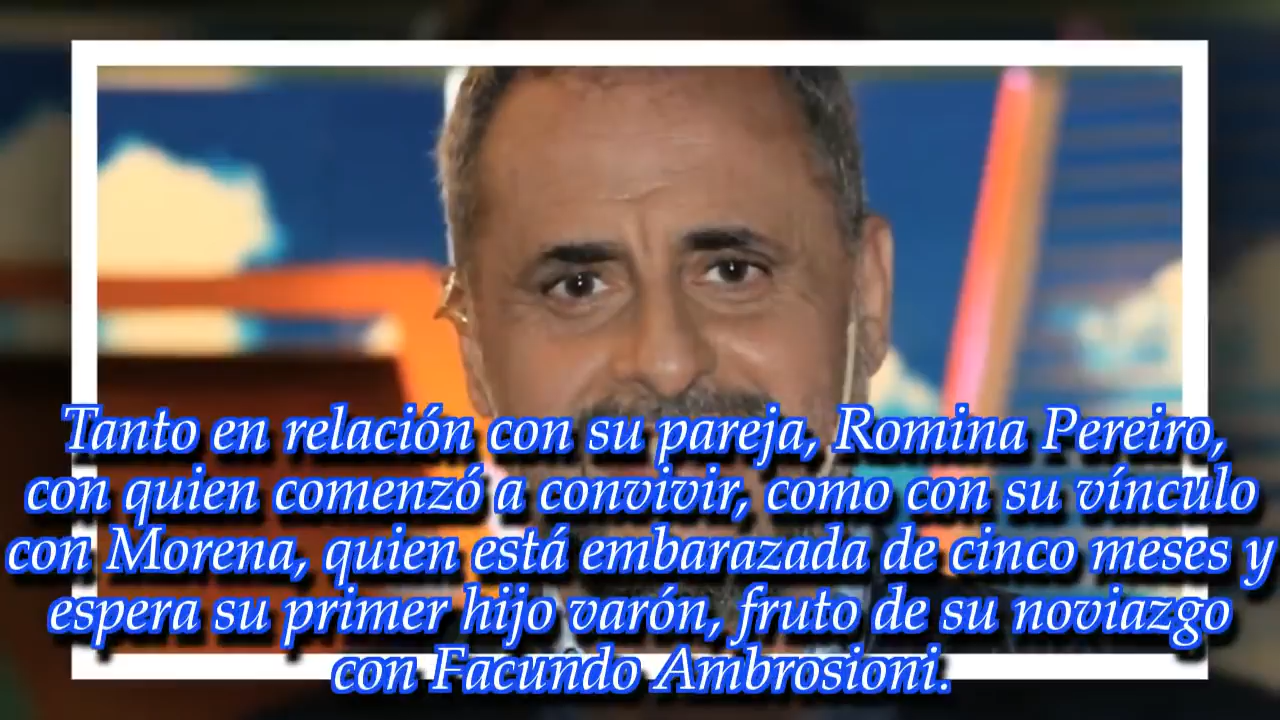 Tanto en relación con su pareja, Romina Pereiro,
con quien comenzó a convivir, como con su vínculo
con Morena, quien está embarazada de cinco meses y
espera su primer hijo varón, fruto de su noviazgo
con Facundo Ambrosioni.